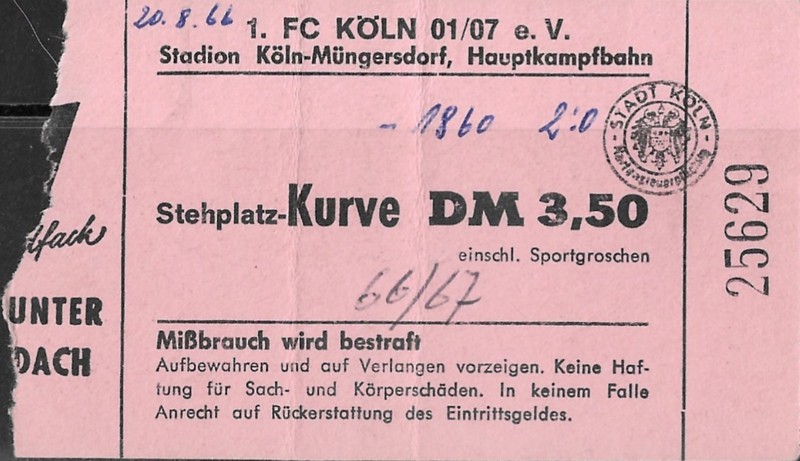 20.8.66
1. FC KÖLN 01/07 e. V.
Stadion Köln-Müngersdorf, Hauptkampfbahn
- 1860 2:0
STADT KÖLN
Stehplatz-Kurve DM 3,50
einschl. Sportgroschen
66/67
Mißbrauch wird bestraft
Aufbewahren und auf Verlangen vorzeigen. Keine Haf-
tung für Sach- und Körperschäden. In keinem Falle
Anrecht auf Rückerstattung des Eintrittsgeldes.
UNTER
DACH
25629